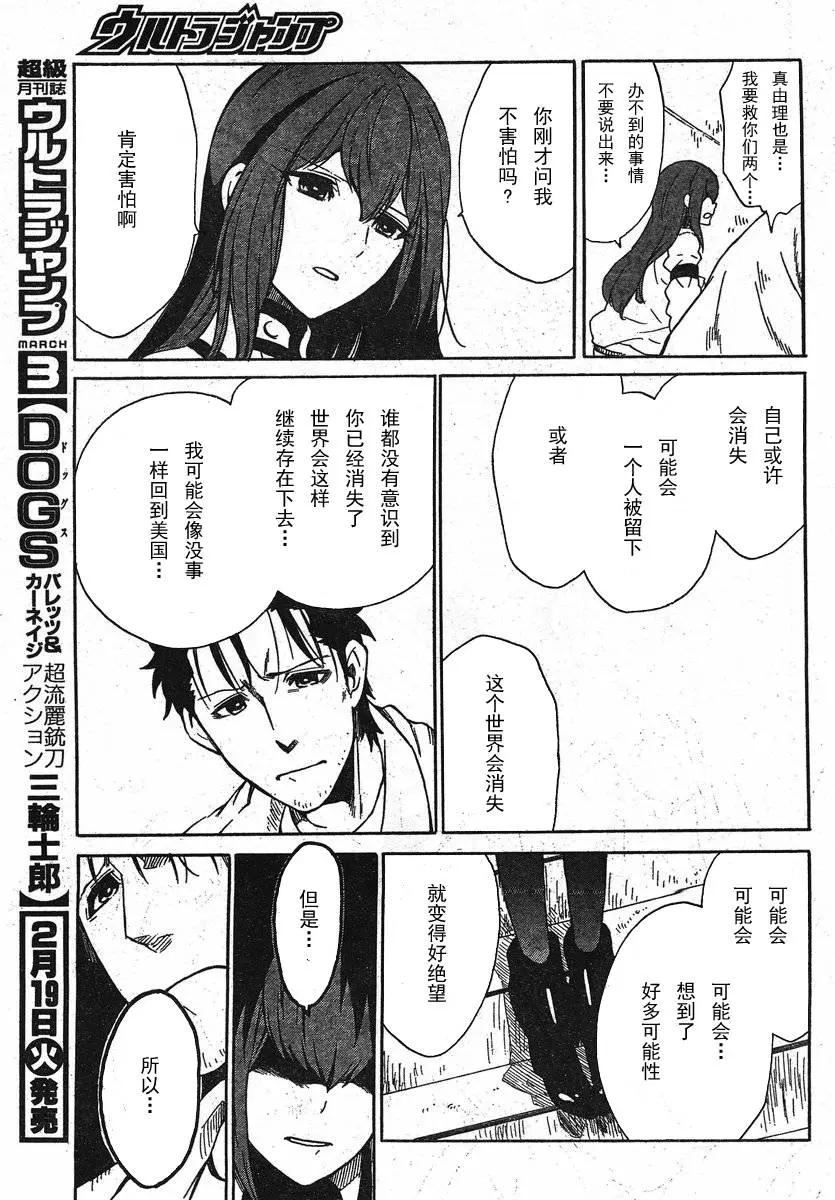 ウルトラジャンプ
真由理也是…
我要救你们两个…
办不到的事情
不要说出来…
你刚才问我
不害怕吗?
肯定害怕啊
自己或许
会消失
可能会
一个人被留下
或者
这个世界会消失
谁都没有意识到
你已经消失了
世界会这样
继续存在下去…
我可能会像没事
一样回到美国…
可能会
可能会
可能会…
想到了
好多可能性
就变得好绝望
但是…
所以…
超級
月刊誌
ウルトラジャンプ
MARCH
3
【DOGS
ドッグス
バレッツ&
カーネイジ
超流麗銃刀
アクション
三輪士郎】
2月19日㊋発売